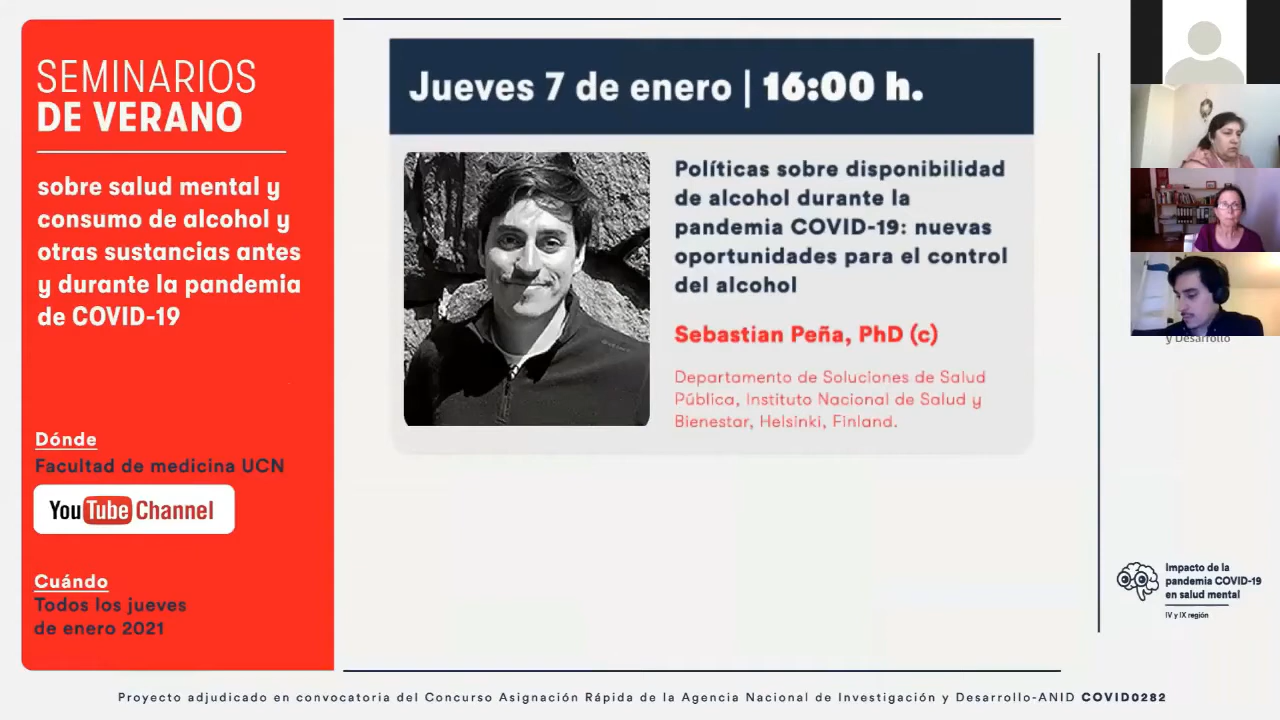 SEMINARIOS
DE VERANO
sobre salud mental y
consumo de alcohol y
otras sustancias antes
y durante la pandemia
de COVID-19
Dónde
Facultad de medicina UCN
YouTube Channel
Cuándo
Todos los jueves
de enero 2021
Jueves 7 de enero | 16:00 h.
Políticas sobre disponibilidad
de alcohol durante la
pandemia COVID-19: nuevas
oportunidades para el control
del alcohol
Sebastian Peña, PhD (c)
Departamento de Soluciones de Salud
Pública, Instituto Nacional de Salud y
Bienestar, Helsinki, Finland.
y Desarrollo
Impacto de la
pandemia COVID-19
en salud mental
IV y IX región
Proyecto adjudicado en convocatoria del Concurso Asignación Rápida de la Agencia Nacional de Investigación y Desarrollo-ANID COVID0282